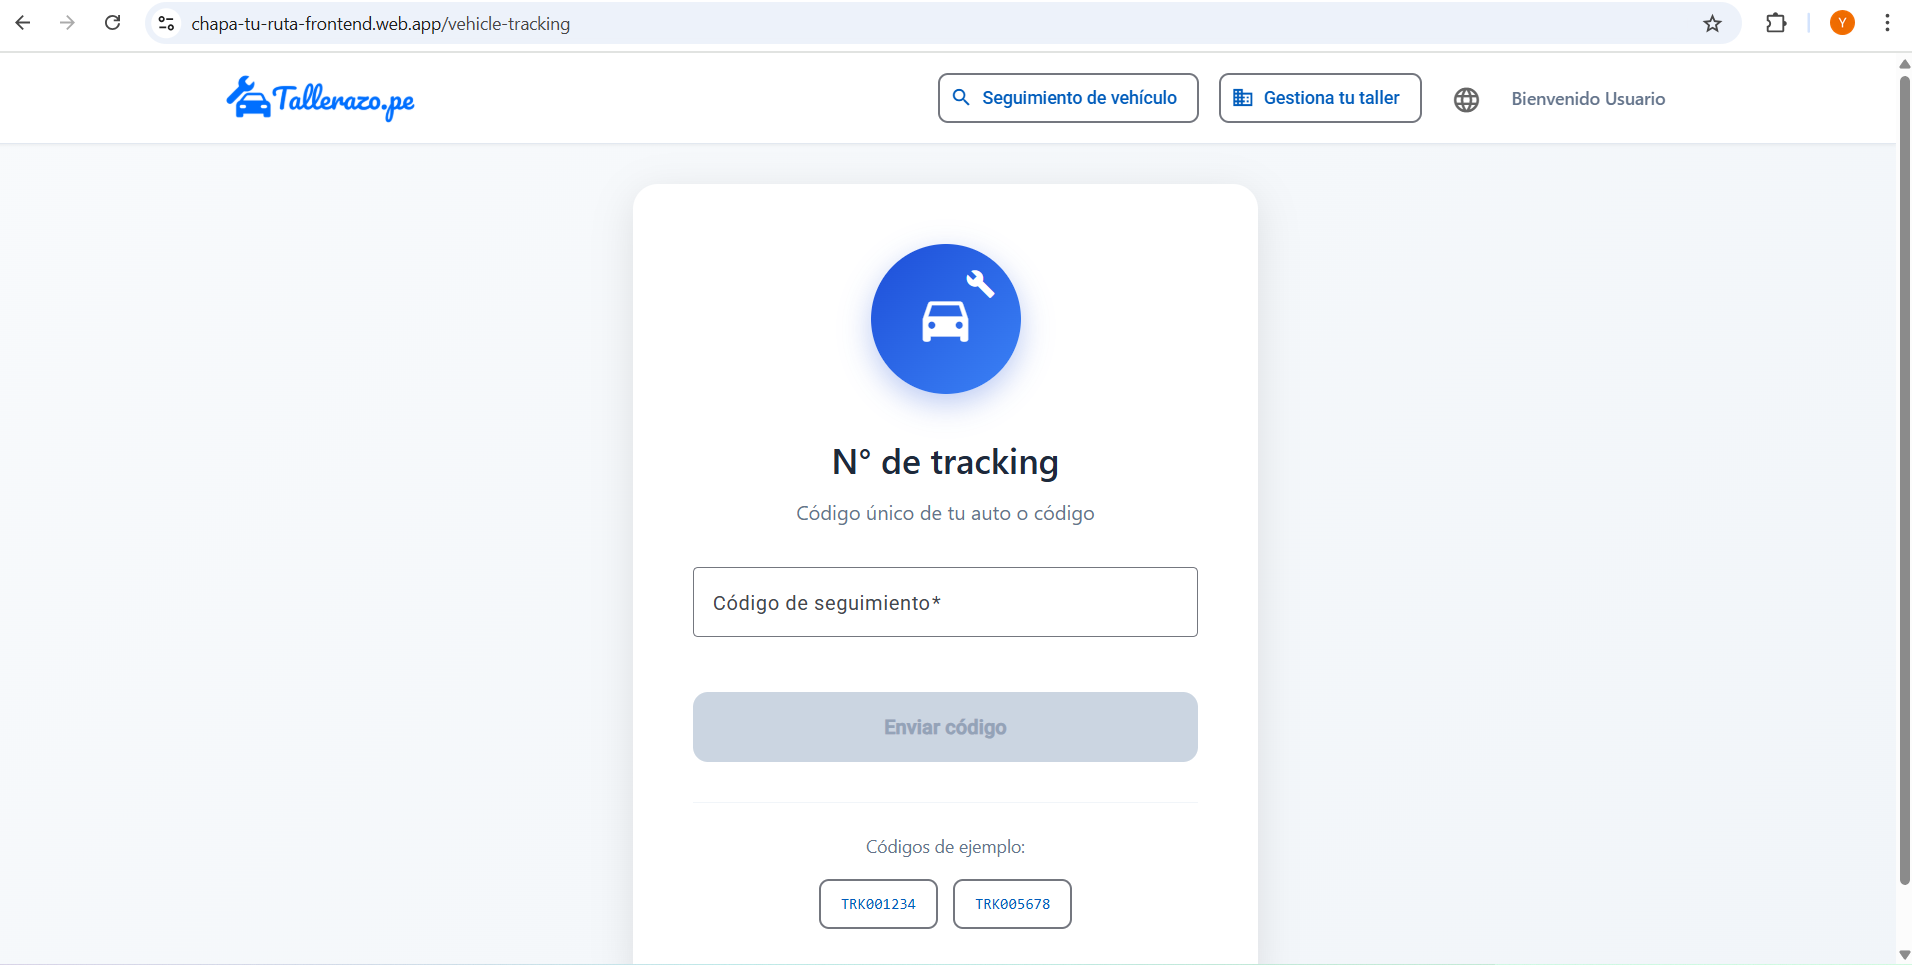 chapa-tu-ruta-frontend.web.app/vehicle-tracking
Y
Tallerazo.pe
Seguimiento de vehículo
Gestiona tu taller
Bienvenido Usuario
N° de tracking
Código único de tu auto o código
Código de seguimiento*
Enviar código
Códigos de ejemplo:
TRK001234
TRK005678